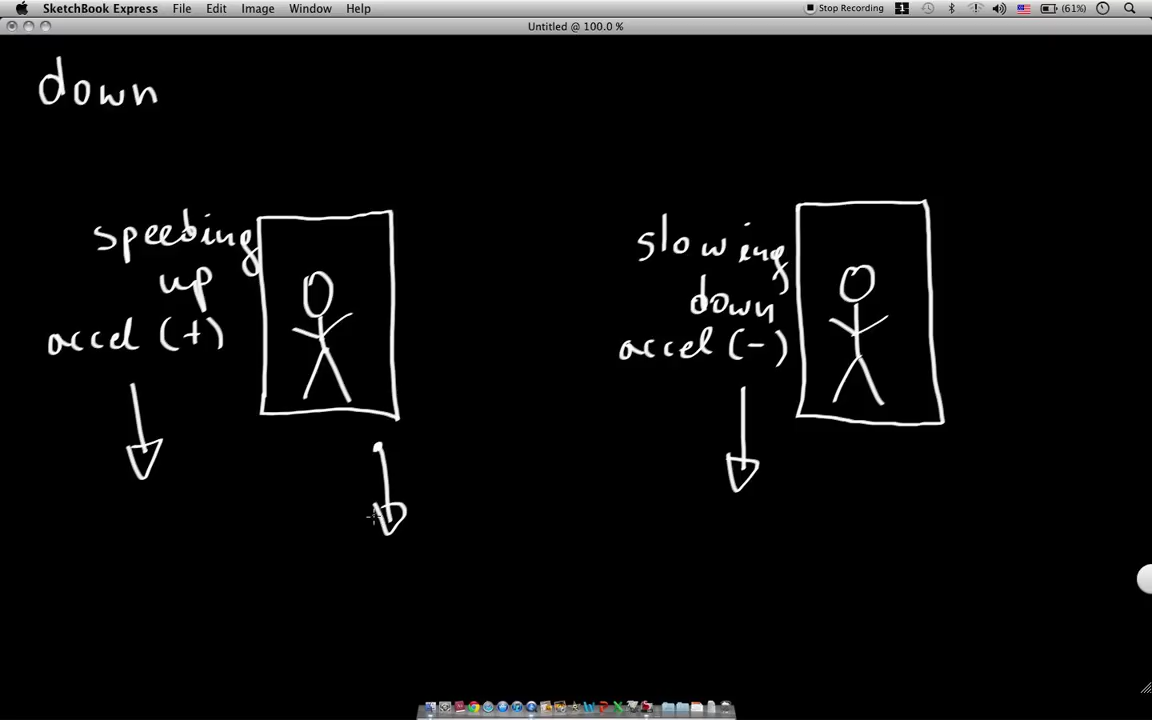 SketchBook Express File Edit Image Window Help Stop Recording 1 (61%)
Untitled @ 100.0 %
down
speeding
up
accel (+)
slowing
down
accel (-)